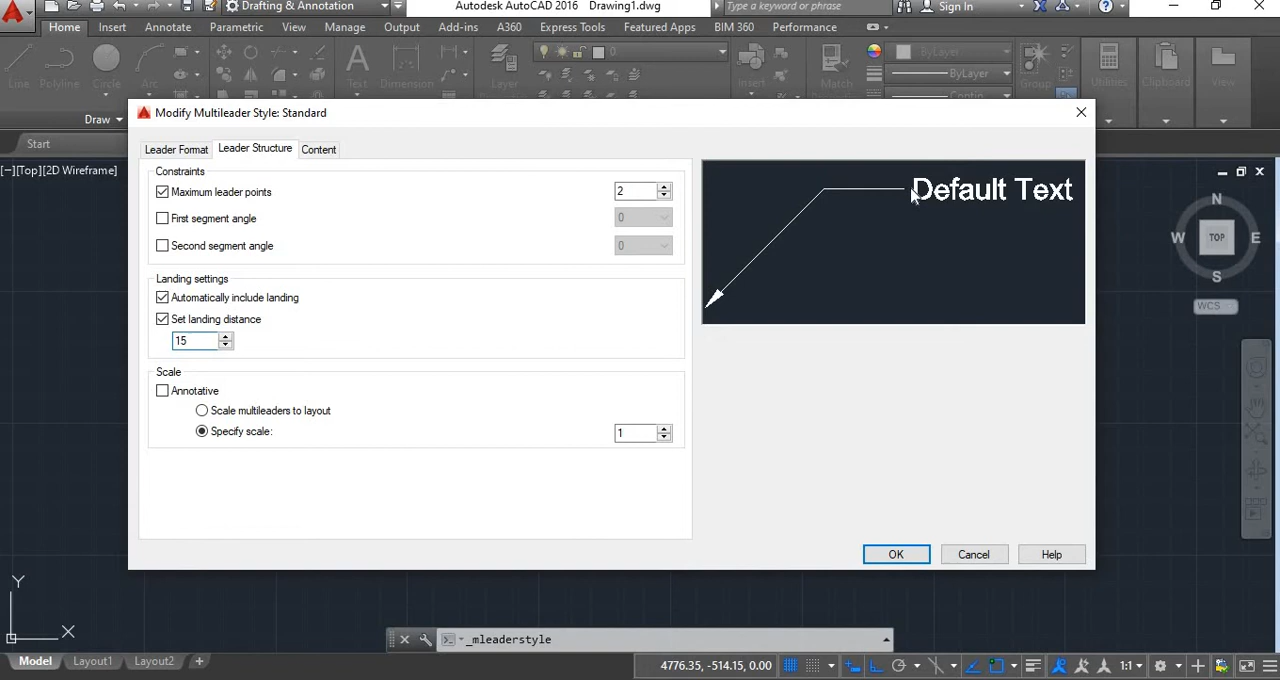 Drafting & Annotation
Autodesk AutoCAD 2016 Drawing1.dwg
Type a keyword or phrase
Sign In
Home Insert Annotate Parametric View Manage Output Add-ins A360 Express Tools Featured Apps BIM 360 Performance
0
ByLayer
ByLayer
Line Polyline Circle Arc Text Dimension Layer Insert Match Group Utilities Clipboard View
Draw
Start
Modify Multileader Style: Standard
Leader Format Leader Structure Content
[−][Top][2D Wireframe]
Constraints
Maximum leader points 2
First segment angle 0
Second segment angle 0
Landing settings
Automatically include landing
Set landing distance
15
Scale
Annotative
Scale multileaders to layout
Specify scale: 1
Default Text
OK Cancel Help
N
W TOP E
S
WCS
Y
X
_mleaderstyle
Model Layout1 Layout2 +
4776.35, -514.15, 0.00
1:1